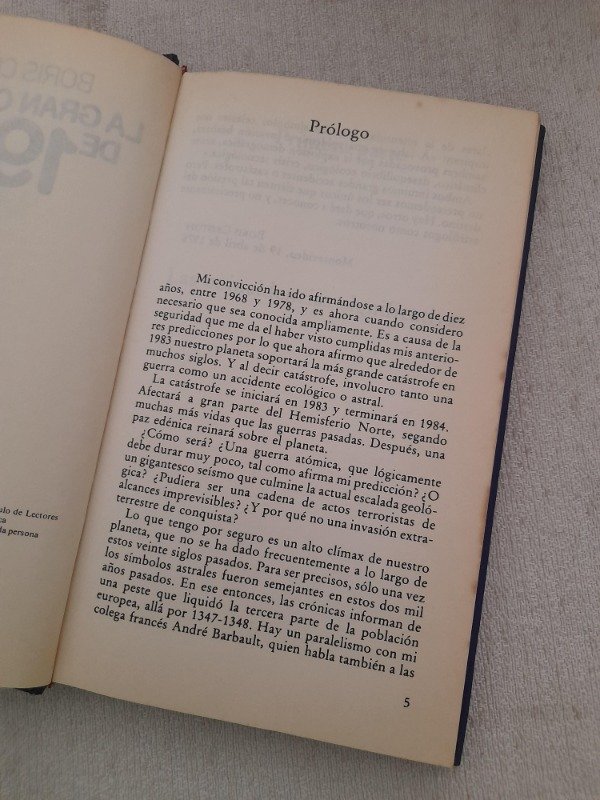 BORIS
LA GRAN
DE 19
ulo de Lectores
ca
la persona
Prólogo
Mi convicción ha ido afirmándose a lo largo de diez
años, entre 1968 y 1978, y es ahora cuando considero
necesario que sea conocida ampliamente. Es a causa de la
seguridad que me da el haber visto cumplidas mis anterio-
res predicciones por lo que ahora afirmo que alrededor de
1983 nuestro planeta soportará la más grande catástrofe en
muchos siglos. Y al decir catástrofe, involucro tanto una
guerra como un accidente ecológico o astral.
La catástrofe se iniciará en 1983 y terminará en 1984.
Afectará a gran parte del Hemisferio Norte, segando
muchas más vidas que las guerras pasadas. Después, una
paz edénica reinará sobre el planeta.
¿Cómo será? ¿Una guerra atómica, que lógicamente
debe durar muy poco, tal como afirma mi predicción? ¿O
un gigantesco seísmo que culmine la actual escalada geoló-
gica? ¿Pudiera ser una cadena de actos terroristas de
alcances imprevisibles? ¿Y por qué no una invasión extra-
terrestre de conquista?
Lo que tengo por seguro es un alto clímax de nuestro
planeta, que no se ha dado frecuentemente a lo largo de
estos veinte siglos pasados. Para ser precisos, sólo una vez
los símbolos astrales fueron semejantes en estos dos mil
años pasados. En ese entonces, las crónicas informan de
una peste que liquidó la tercera parte de la población
europea, allá por 1347-1348. Hay un paralelismo con mi
colega francés André Barbault, quien habla también a las
5